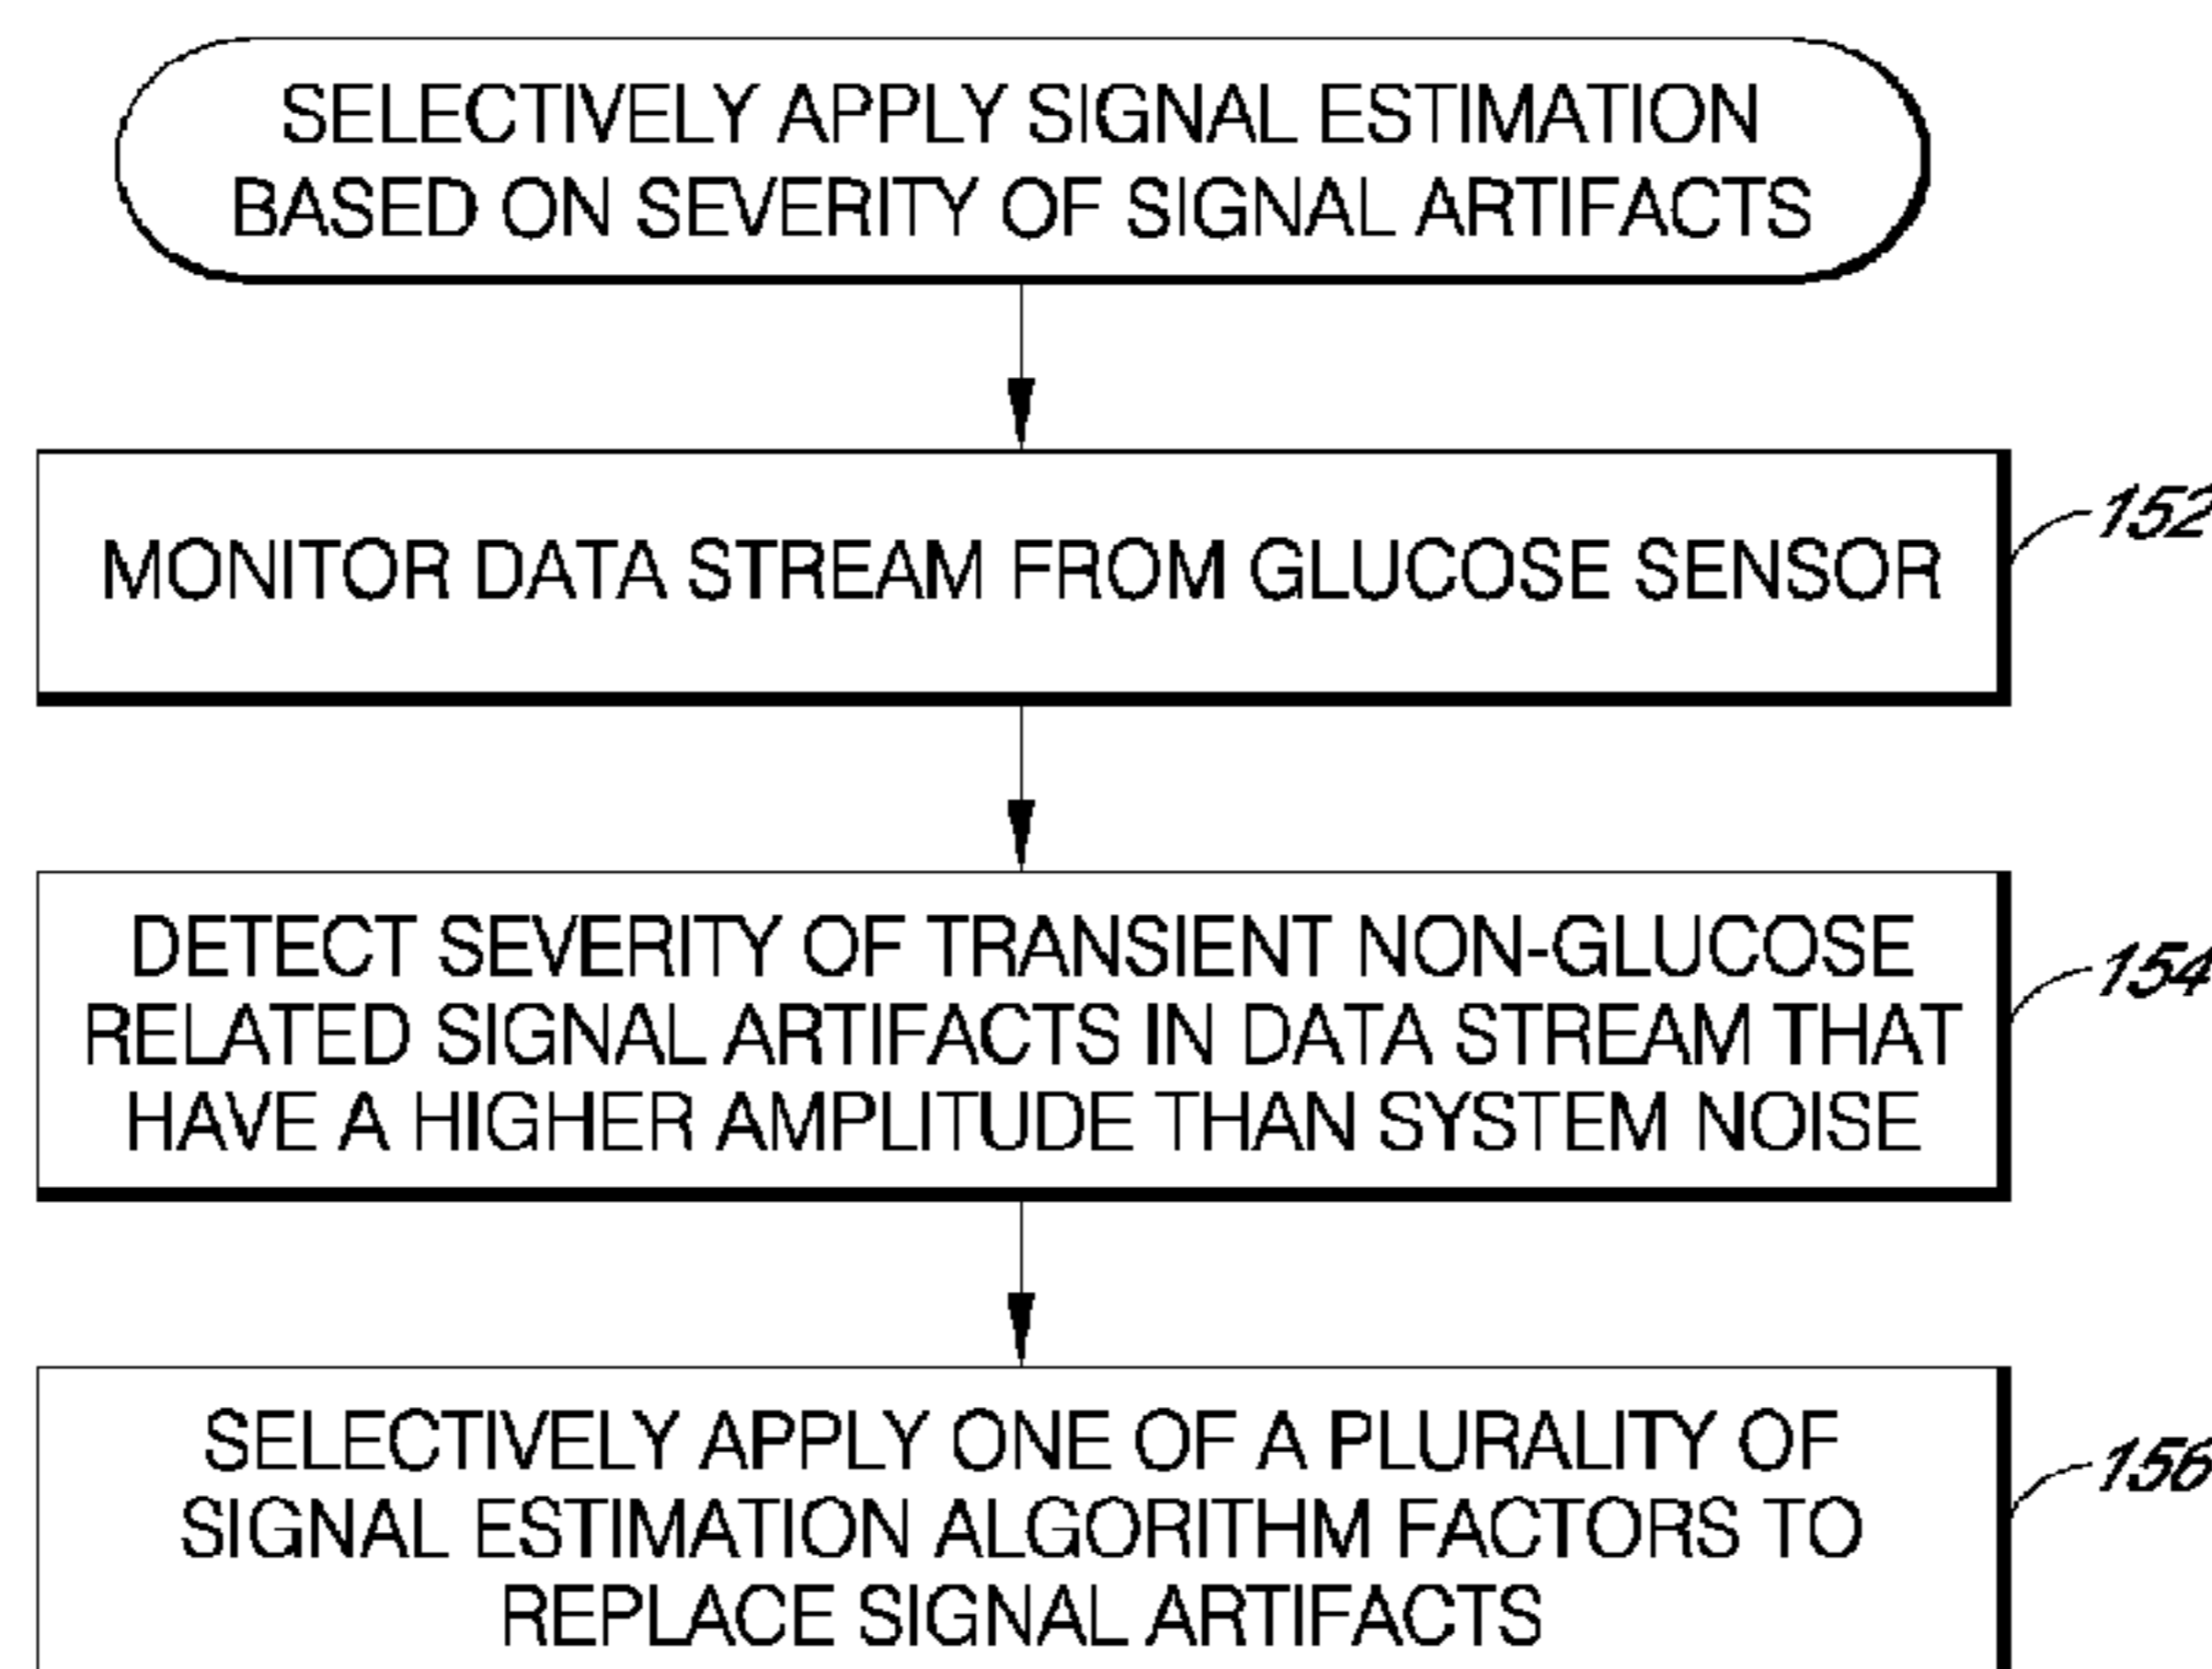 SELECTIVELY APPLY SIGNAL ESTIMATION
BASED ON SEVERITY OF SIGNAL ARTIFACTS
MONITOR DATA STREAM FROM GLUCOSE SENSOR
152
DETECT SEVERITY OF TRANSIENT NON-GLUCOSE
RELATED SIGNAL ARTIFACTS IN DATA STREAM THAT
HAVE A HIGHER AMPLITUDE THAN SYSTEM NOISE
154
SELECTIVELY APPLY ONE OF A PLURALITY OF
SIGNAL ESTIMATION ALGORITHM FACTORS TO
REPLACE SIGNAL ARTIFACTS
156